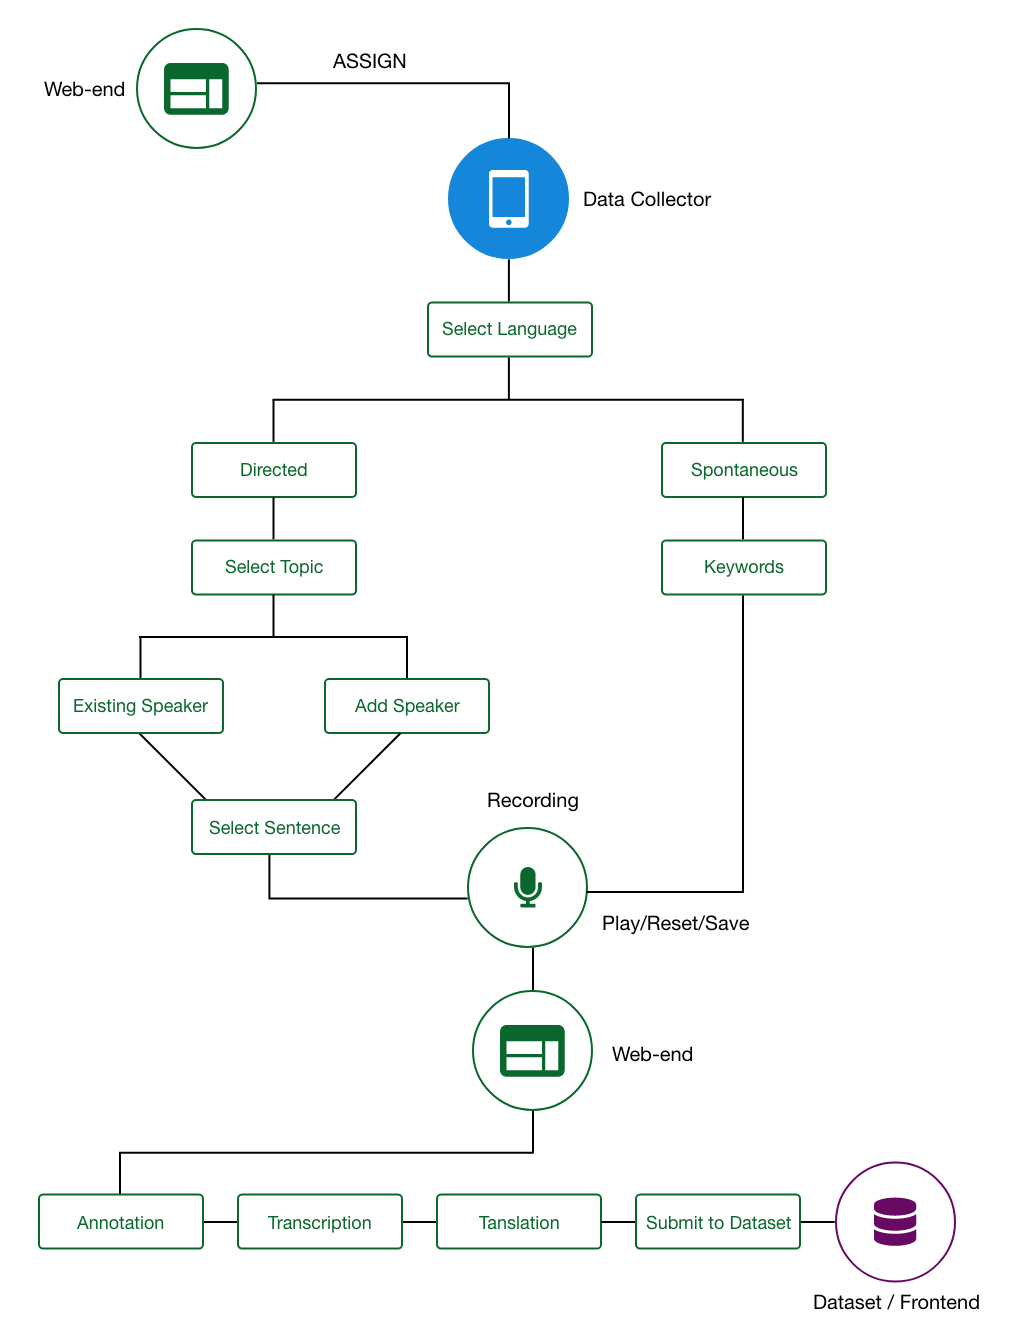 ASSIGN
Web-end
Data Collector
Select Language
Directed
Spontaneous
Select Topic
Keywords
Existing Speaker
Add Speaker
Recording
Select Sentence
Play/Reset/Save
Web-end
Annotation
Transcription
Tanslation
Submit to Dataset
Dataset / Frontend